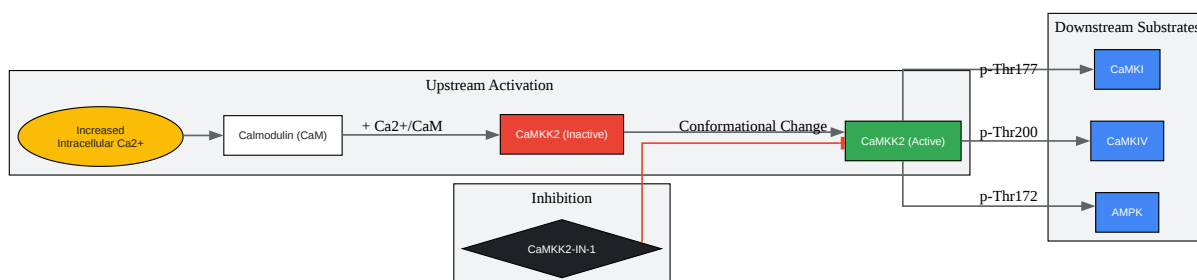 Downstream Substrates
p-Thr177
CaMKI
Upstream Activation
Increased
Intracellular Ca2+
Calmodulin (CaM)
+ Ca2+/CaM
CaMKK2 (Inactive)
Conformational Change
CaMKK2 (Active)
p-Thr200
CaMKIV
p-Thr172
AMPK
Inhibition
CaMKK2-IN-1